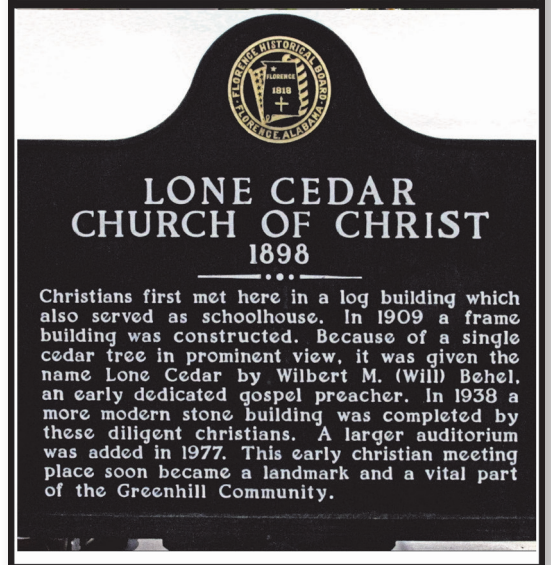 FLORENCE HISTORICAL BOARD
FLORENCE
1818
FLORENCE, ALABAMA
LONE CEDAR
CHURCH OF CHRIST
1898
Christians first met here in a log building which
also served as schoolhouse. In 1909 a frame
building was constructed. Because of a single
cedar tree in prominent view, it was given the
name Lone Cedar by Wilbert M. (Will) Behel,
an early dedicated gospel preacher. In 1938 a
more modern stone building was completed by
these diligent christians. A larger auditorium
was added in 1977. This early christian meeting
place soon became a landmark and a vital part
of the Greenhill Community.